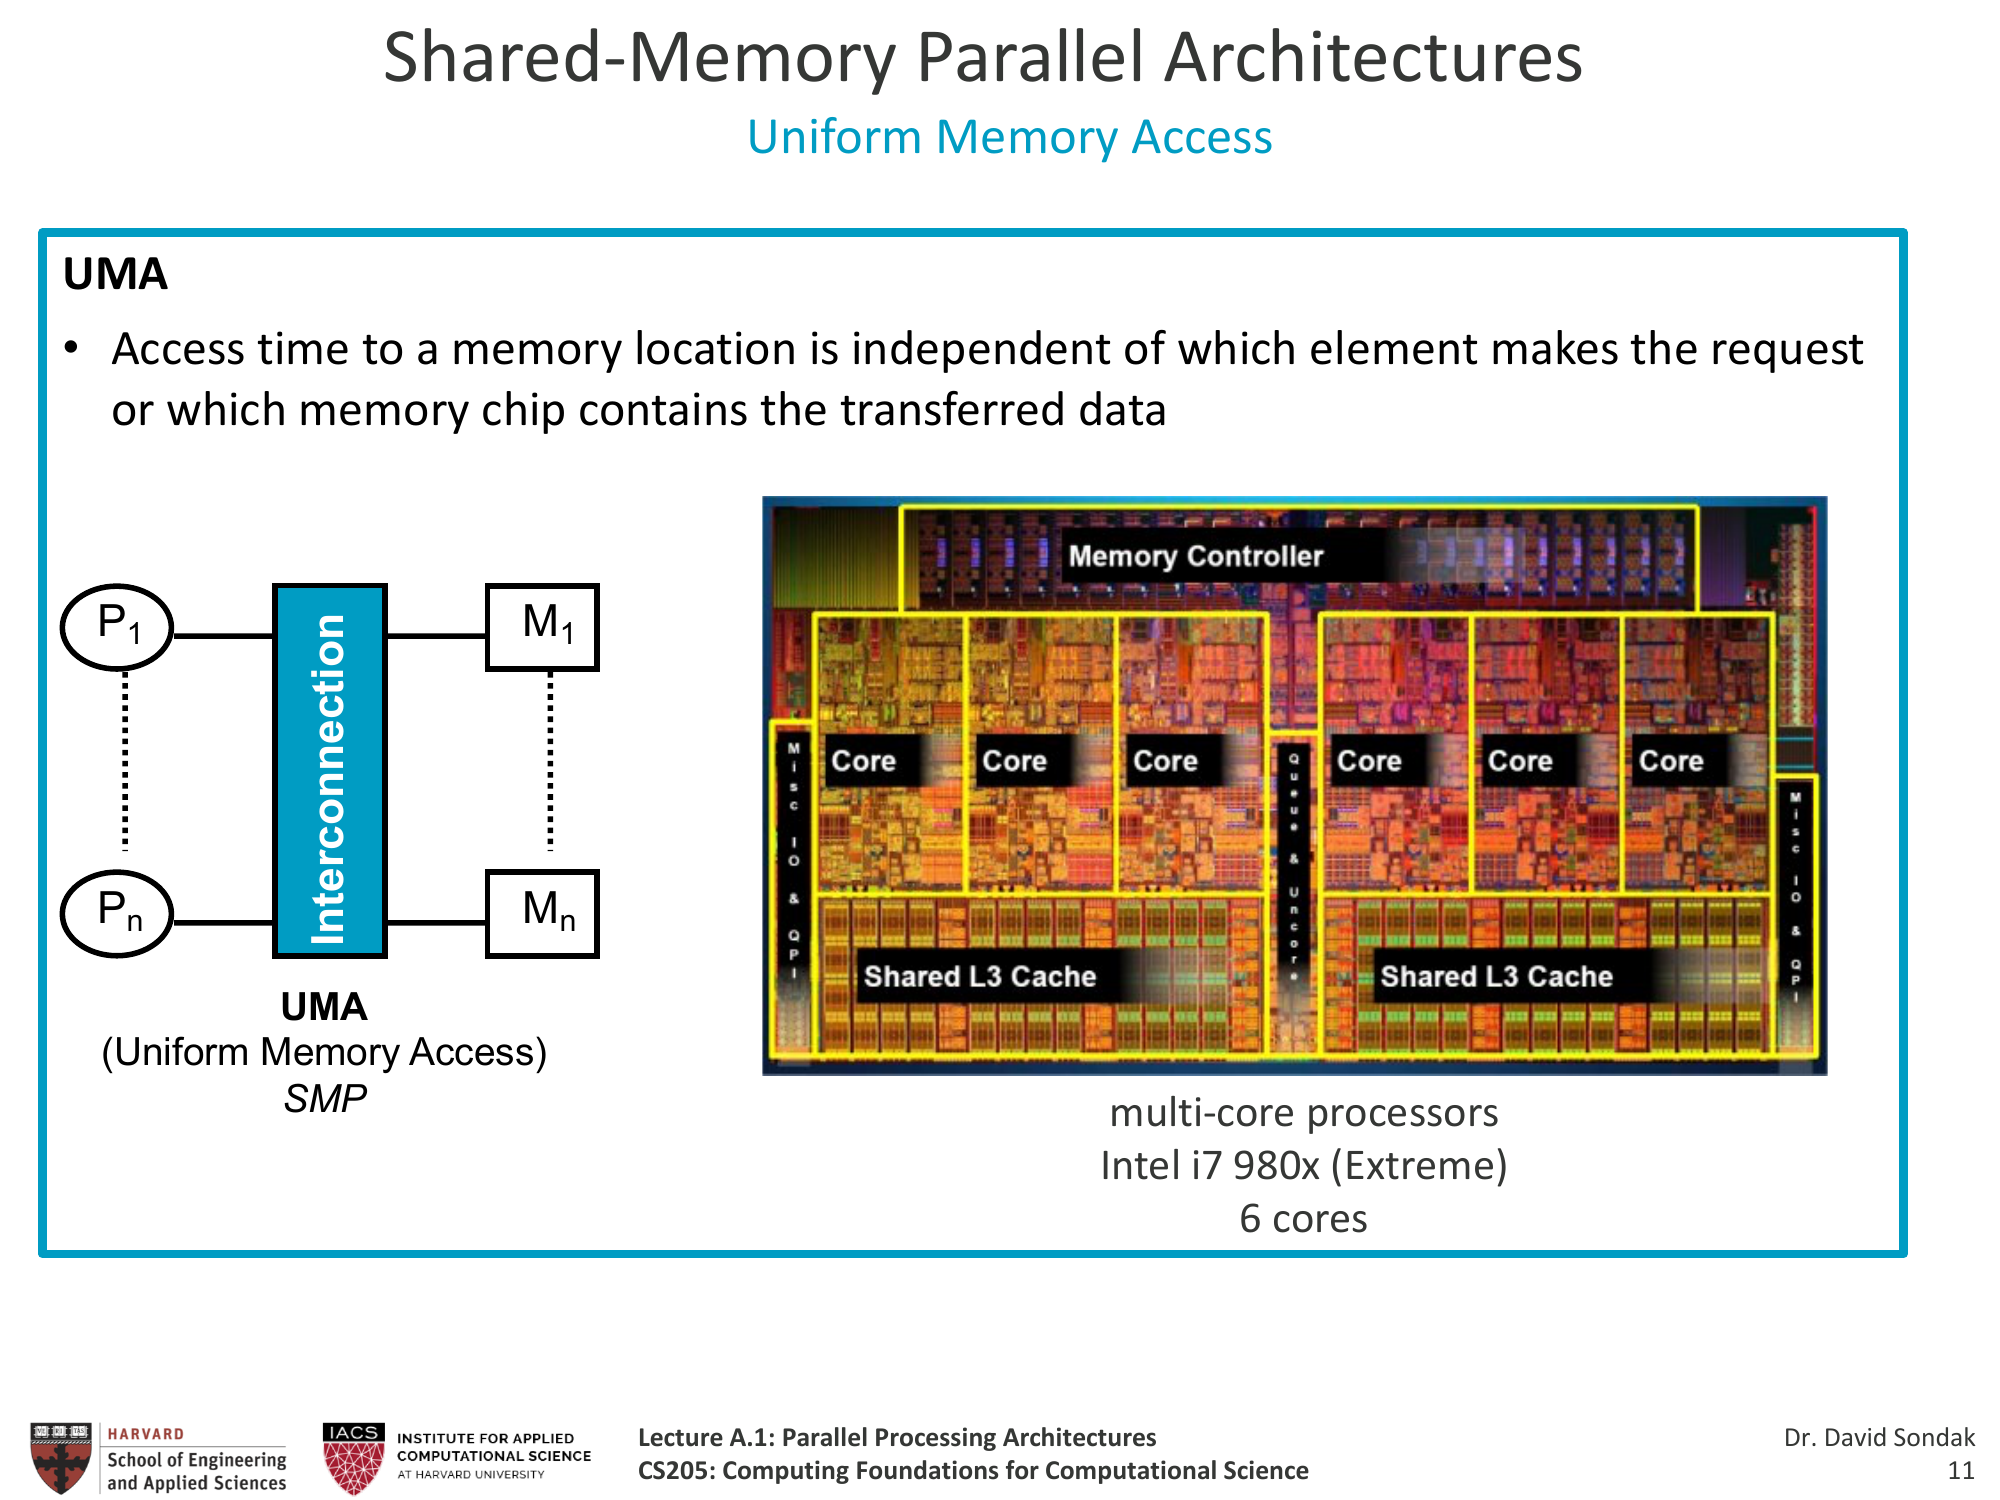 Shared-Memory Parallel Architectures
Uniform Memory Access
UMA
• Access time to a memory location is independent of which element makes the request
or which memory chip contains the transferred data
P1
Interconnection
M1
Pn
Mn
UMA
(Uniform Memory Access)
SMP
Memory Controller
Misc IO & QPI
Core
Core
Core
Queue & Uncore
Core
Core
Core
Misc IO & QPI
Shared L3 Cache
Shared L3 Cache
multi-core processors
Intel i7 980x (Extreme)
6 cores
HARVARD
School of Engineering
and Applied Sciences
IACS
INSTITUTE FOR APPLIED
COMPUTATIONAL SCIENCE
AT HARVARD UNIVERSITY
Lecture A.1: Parallel Processing Architectures
CS205: Computing Foundations for Computational Science
Dr. David Sondak
11